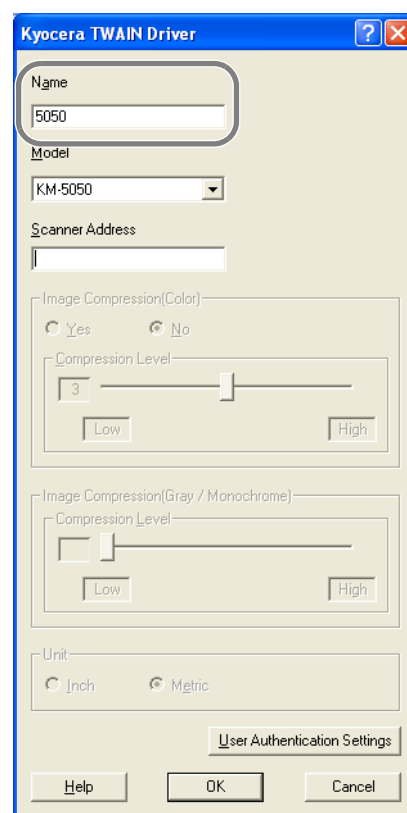 Kyocera TWAIN Driver
Name
5050
Model
KM-5050
Scanner Address
Image Compression(Color)
Yes No
Compression Level
3
Low High
Image Compression(Gray / Monochrome)
Compression Level
Low High
Unit
Inch Metric
User Authentication Settings
Help OK Cancel